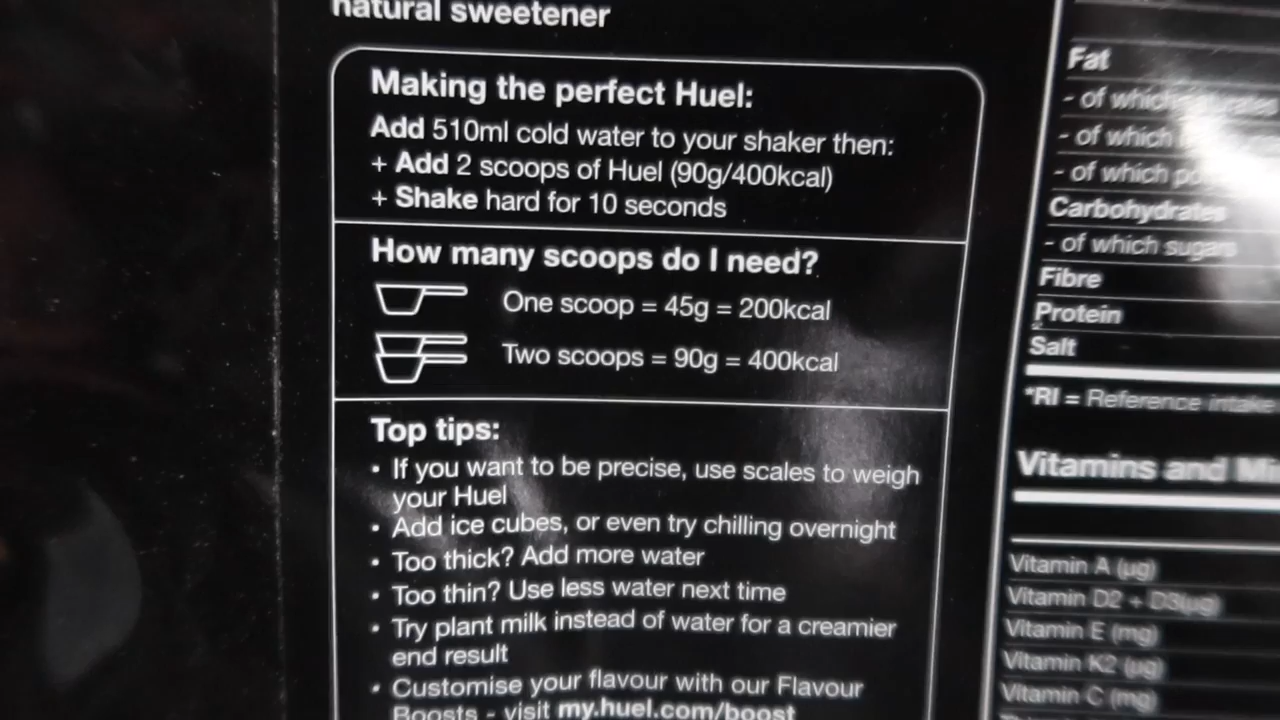 natural sweetener
Making the perfect Huel:
Add 510ml cold water to your shaker then:
+ Add 2 scoops of Huel (90g/400kcal)
+ Shake hard for 10 seconds
How many scoops do I need?
One scoop = 45g = 200kcal
Two scoops = 90g = 400kcal
Top tips:
• If you want to be precise, use scales to weigh
your Huel
• Add ice cubes, or even try chilling overnight
• Too thick? Add more water
• Too thin? Use less water next time
• Try plant milk instead of water for a creamier
end result
• Customise your flavour with our Flavour
Boosts - visit my.huel.com/boost
Fat
- of which
- of which
- of which
Carbohydrates
- of which sugars
Fibre
Protein
Salt
*RI = Reference intake
Vitamins and
Vitamin A (µg)
Vitamin D2 + D3(µg)
Vitamin E (mg)
Vitamin K2 (µg)
Vitamin C (mg)